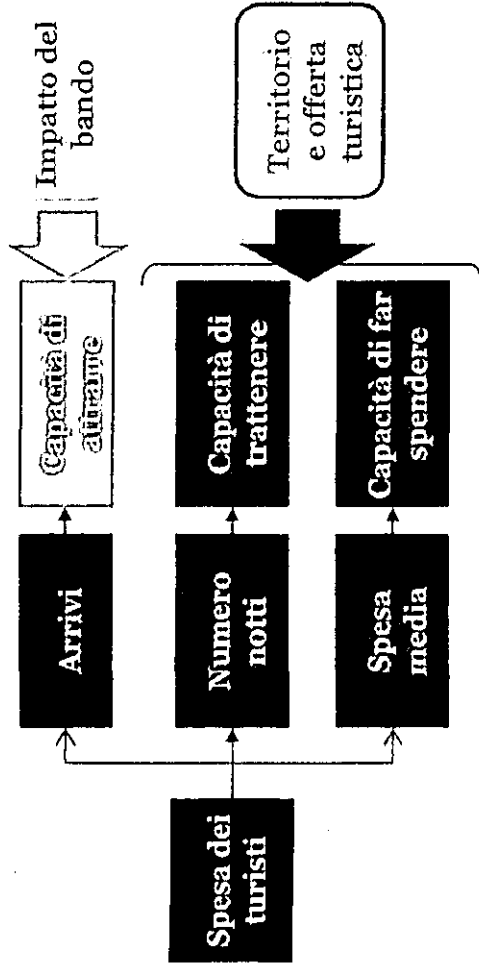 Spesa dei
turisti
Arrivi
Numero
notti
Spesa
media
Capacità di
attrarre
Capacità di
trattenere
Capacità di far
spendere
Impatto del
bando
Territorio
e offerta
turistica